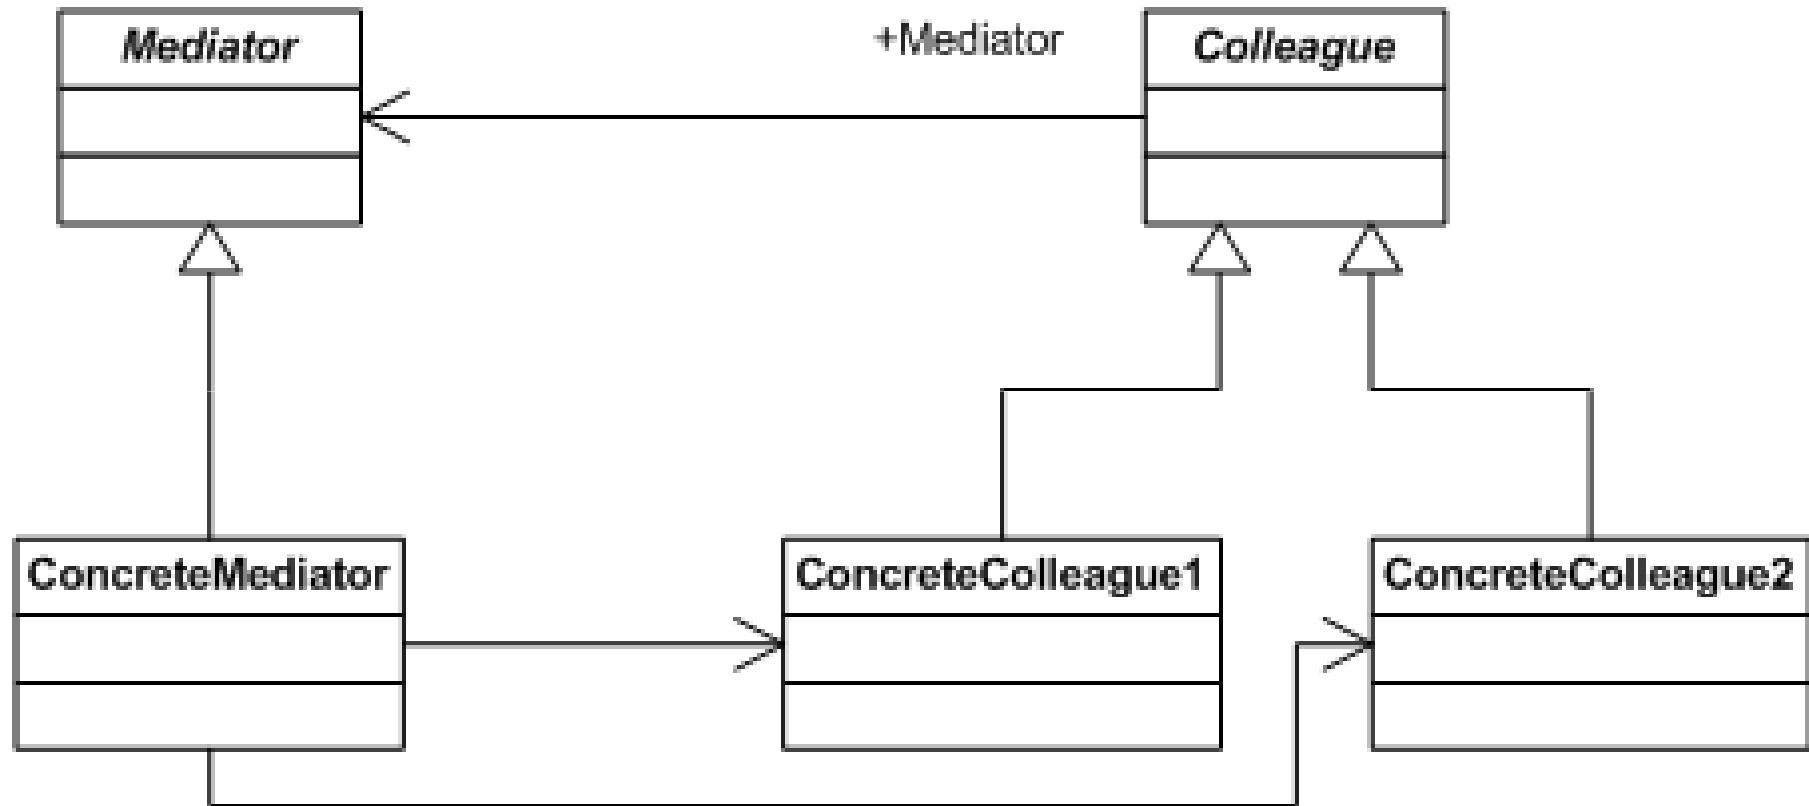 Mediator
+Mediator
Colleague
ConcreteMediator
ConcreteColleague1
ConcreteColleague2